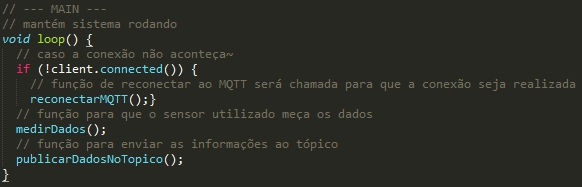 // --- MAIN ---
// mantém sistema rodando
void loop() {
// caso a conexão não aconteça~
if (!client.connected()) {
// função de reconectar ao MQTT será chamada para que a conexão seja realizada
reconectarMQTT();}
// função para que o sensor utilizado meça os dados
medirDados();
// função para enviar as informações ao tópico
publicarDadosNoTopico();
}